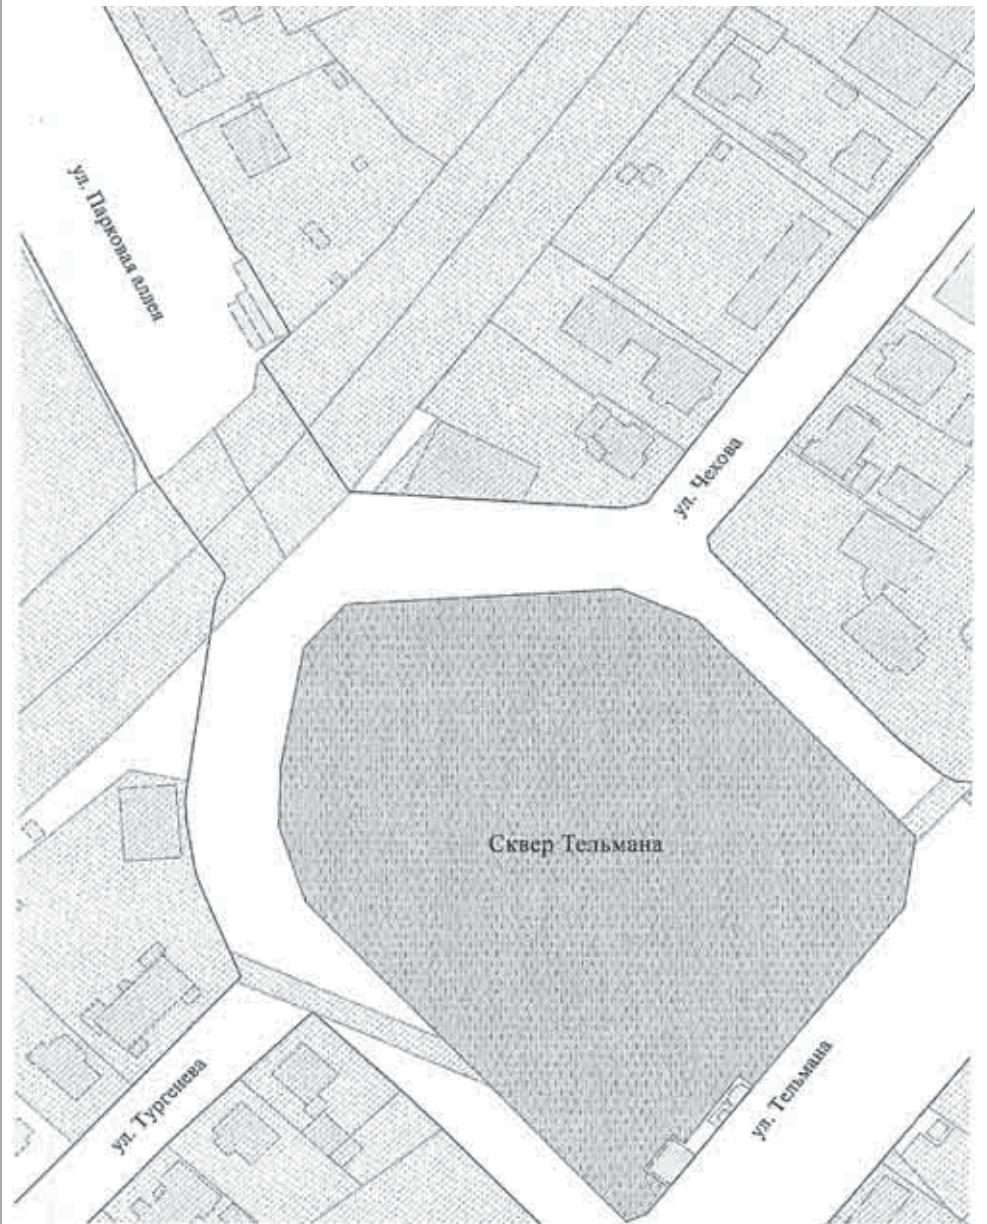 ул. Парковая аллея
ул. Чехова
Сквер Тельмана
ул. Тельмана
ул. Тургенева